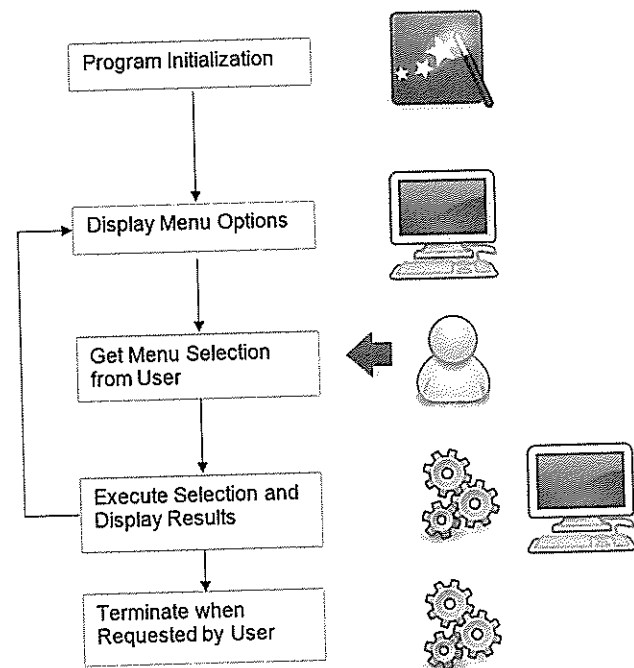 Program Initialization
Display Menu Options
Get Menu Selection
from User
Execute Selection and
Display Results
Terminate when
Requested by User